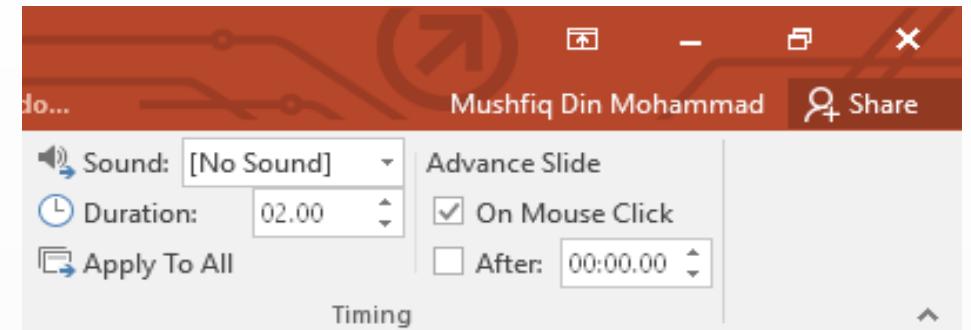 do...
Mushfiq Din Mohammad Share
Sound: [No Sound] Advance Slide
Duration: 02.00 On Mouse Click
Apply To All After: 00:00.00
Timing